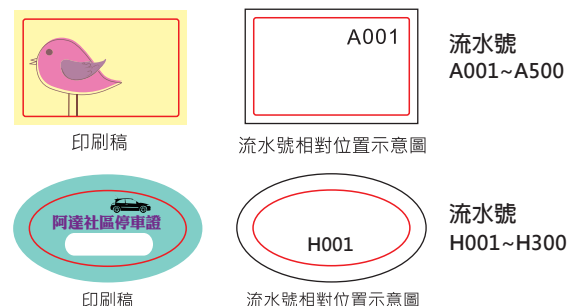 A001
流水號
A001~A500
印刷稿
流水號相對位置示意圖
阿達社區停車證
H001
流水號
H001~H300
印刷稿
流水號相對位置示意圖